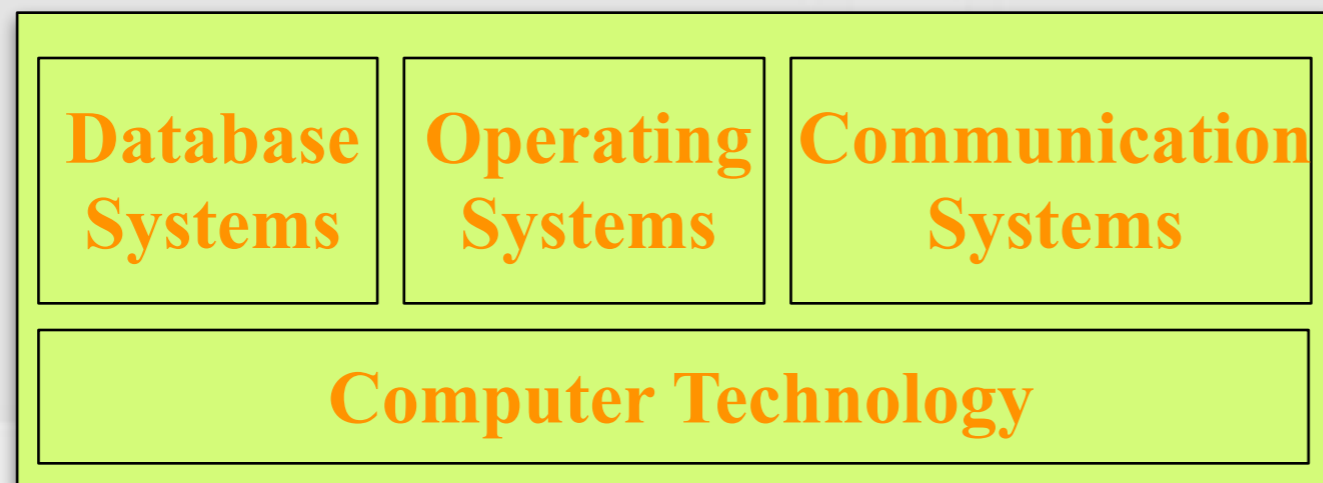 Database
Systems
Operating
Systems
Communication
Systems
Computer Technology